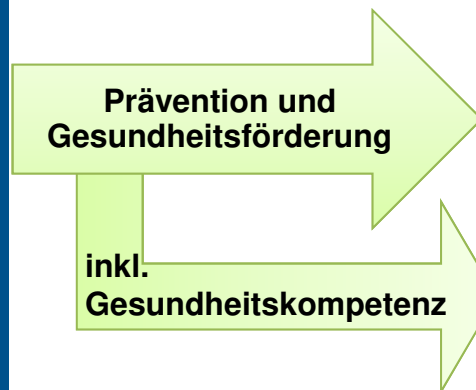 Prävention und
Gesundheitsförderung
inkl.
Gesundheitskompetenz